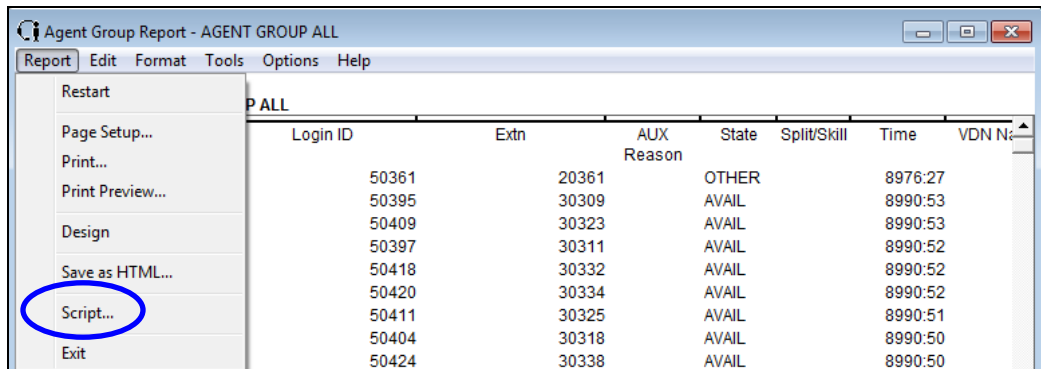 Agent Group Report - AGENT GROUP ALL
Report Edit Format Tools Options Help
Restart
P ALL
Page Setup...
Print...
Print Preview...
Design
Save as HTML...
Script...
Exit
Login ID Extn AUX Reason State Split/Skill Time VDN Na
50361 20361 OTHER 8976:27
50395 30309 AVAIL 8990:53
50409 30323 AVAIL 8990:53
50397 30311 AVAIL 8990:52
50418 30332 AVAIL 8990:52
50420 30334 AVAIL 8990:52
50411 30325 AVAIL 8990:51
50404 30318 AVAIL 8990:50
50424 30338 AVAIL 8990:50